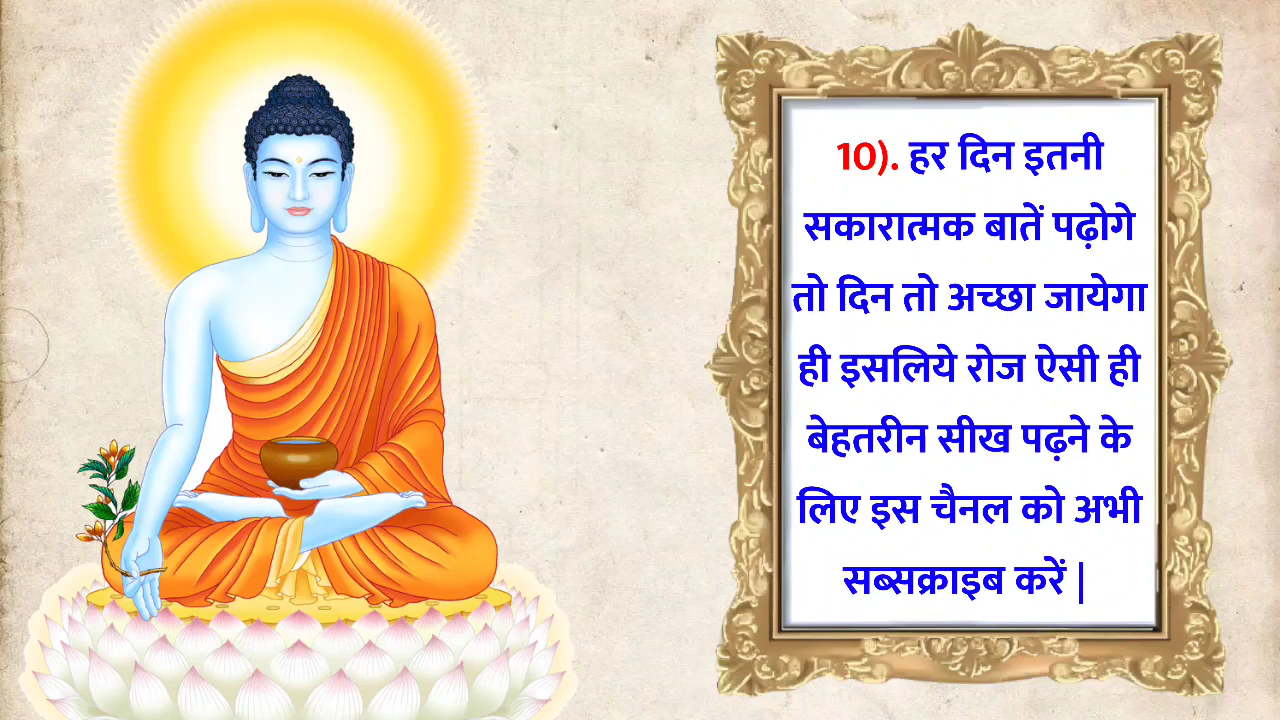 10). हर दिन इतनी
सकारात्मक बातें पढ़ोगे
तो दिन तो अच्छा जायेगा
ही इसलिये रोज ऐसी ही
बेहतरीन सीख पढ़ने के
लिए इस चैनल को अभी
सब्सक्राइब करें |